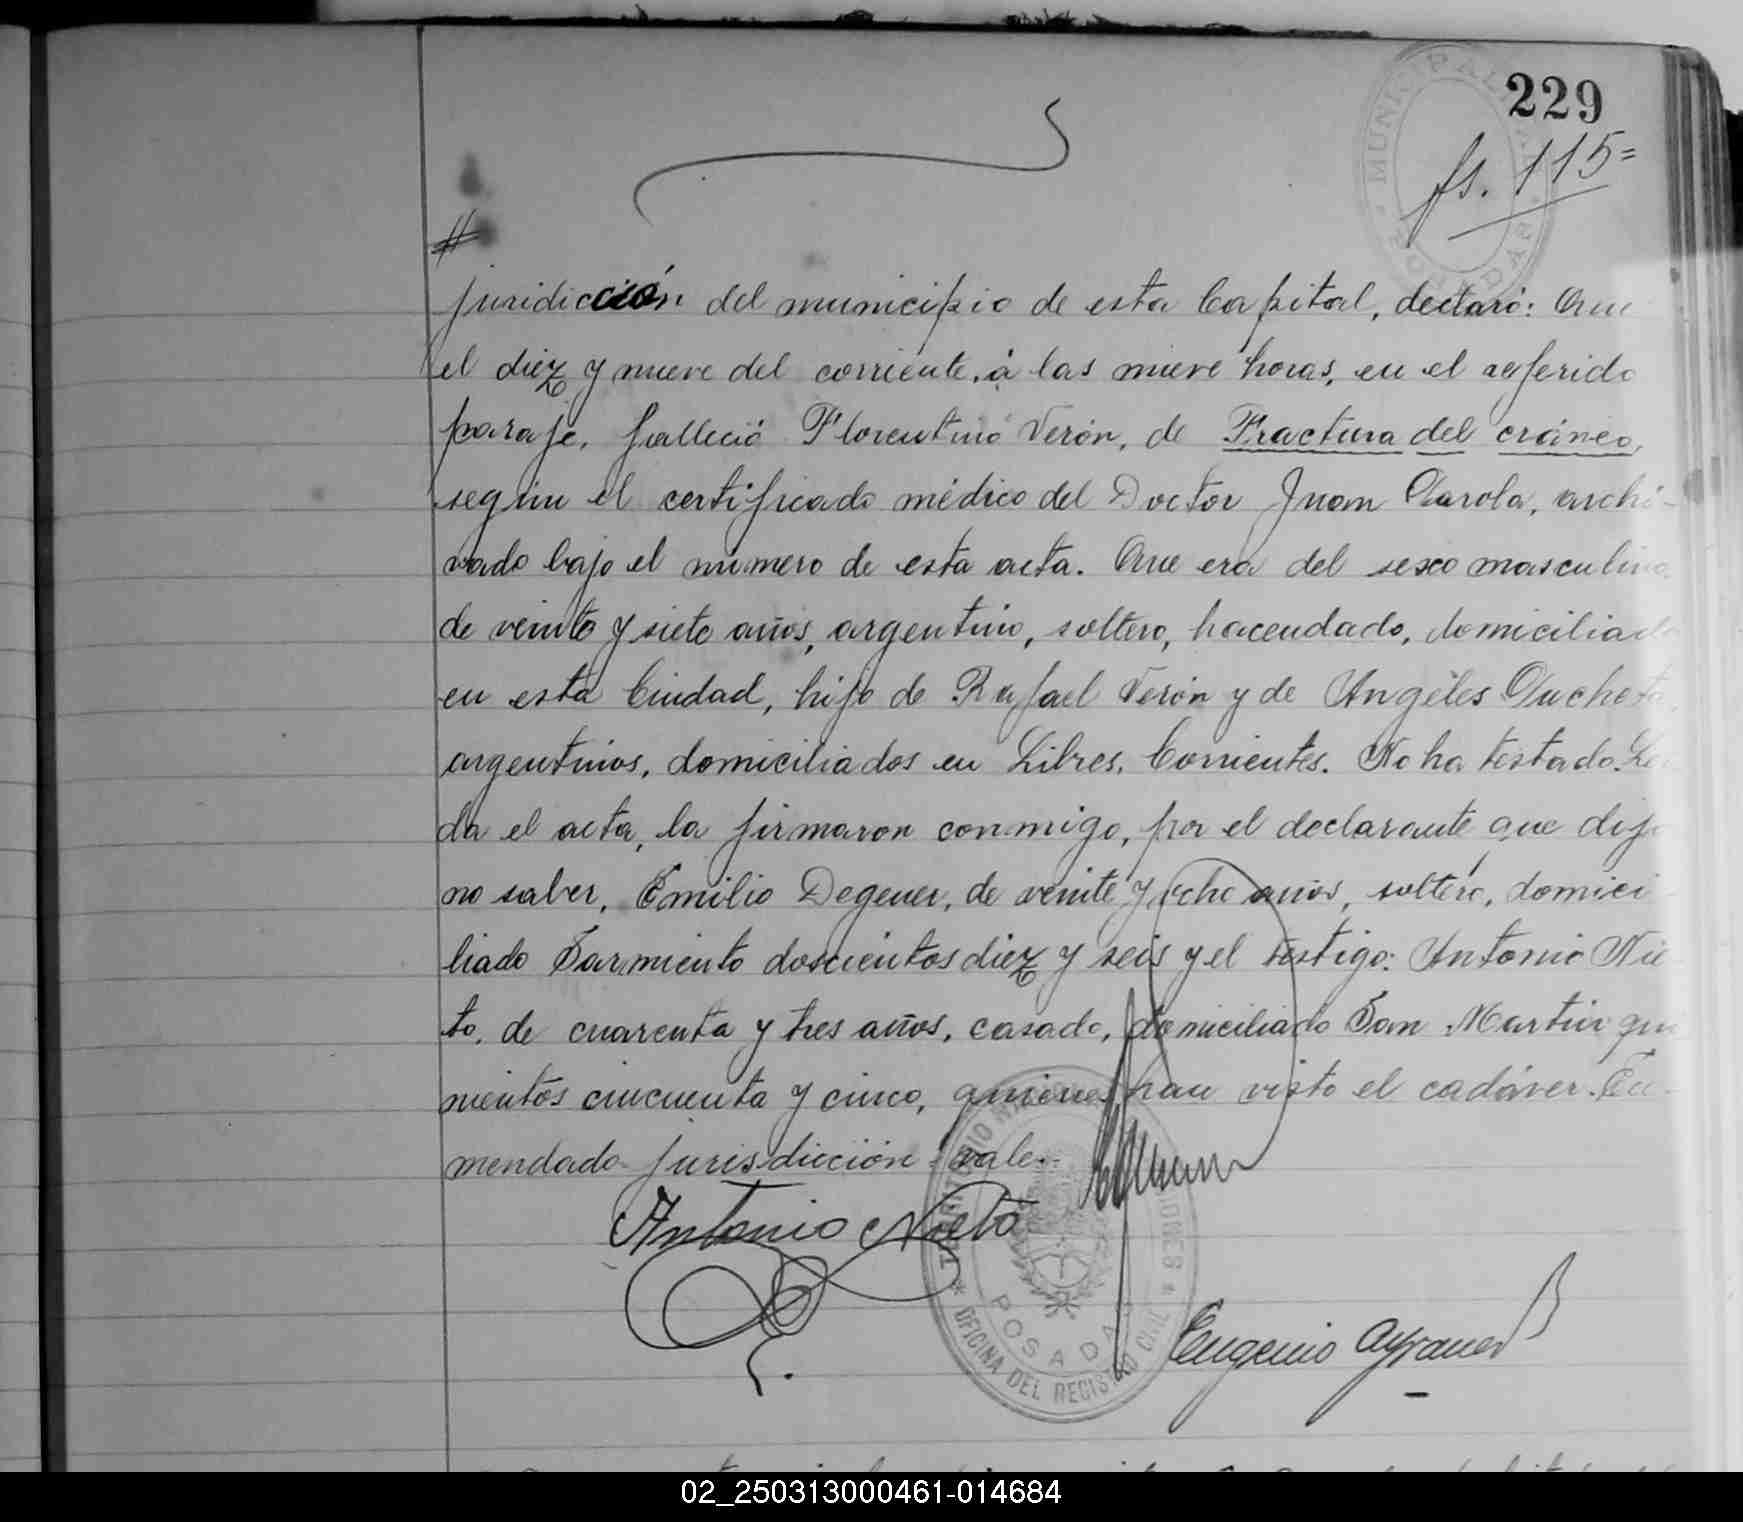 229
fs. 115=
#
juridicción del municipio de esta Capital, declaró: Que
el diez y nueve del corriente, á las nueve horas, en el referido
paraje, falleció Florentino Verón, de Fractura del cráneo,
según el certificado médico del Doctor Juan Carola, archi-
vado bajo el número de esta acta. Que era del sexo masculino,
de veinte y siete años, argentino, soltero, hacendado, domiciliado
en esta Ciudad, hijo de Rafael Verón y de Angéles
argentinos, domiciliados en Libres, Corrientes. No ha testado. Leí-
da el acta, la firmaron conmigo, por el declarante que dijo
no saber, Emilio Degener, de veinte y ocho años, soltero, domici-
liado Sarmiento doscientos diez y seis y el testigo: Antonio Nie-
to, de cuarenta y tres años, casado, domiciliado San Martin qui-
nientos cincuenta y cinco, quienes han visto el cadáver. En-
mendado-jurisdicción-vale.-
Antonio Nieto
Eugenio
MUNICIPAL
POSADAS
OFICINA DEL REGISTRO CIVIL
02_250313000461-014684